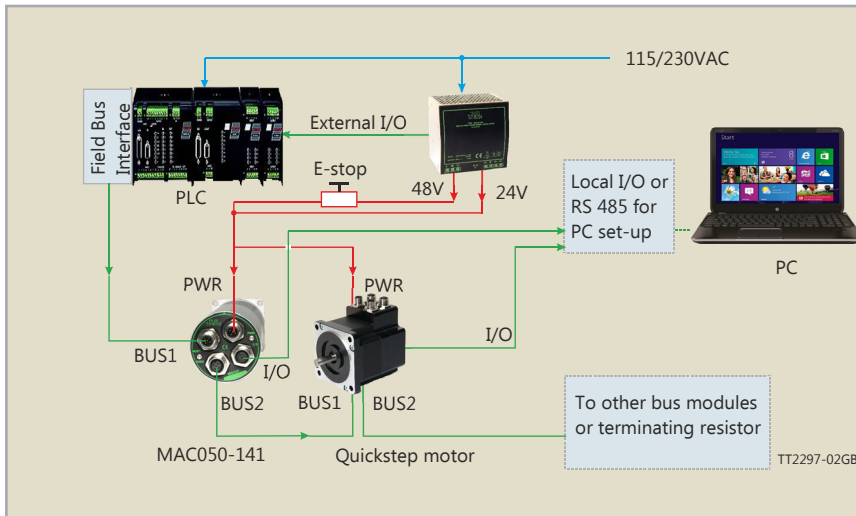 115/230VAC
Field Bus
Interface
External I/O
PLC
E-stop
48V
24V
Local I/O or
RS 485 for
PC set-up
Start
PC
PWR
PWR
I/O
BUS1
I/O
BUS2
BUS1
BUS2
To other bus modules
or terminating resistor
MAC050-141
Quickstep motor
TT2297-02GB